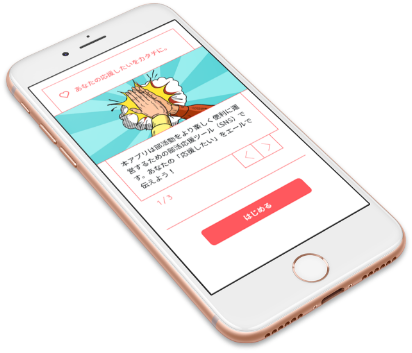 あなたの応援したいをカタチに。
本アプリは部活動をより楽しく便利に運
営するための部活応援ツール（SNS）で
す。あなたの「応援したい」をエールで
伝えよう！
1/3
はじめる